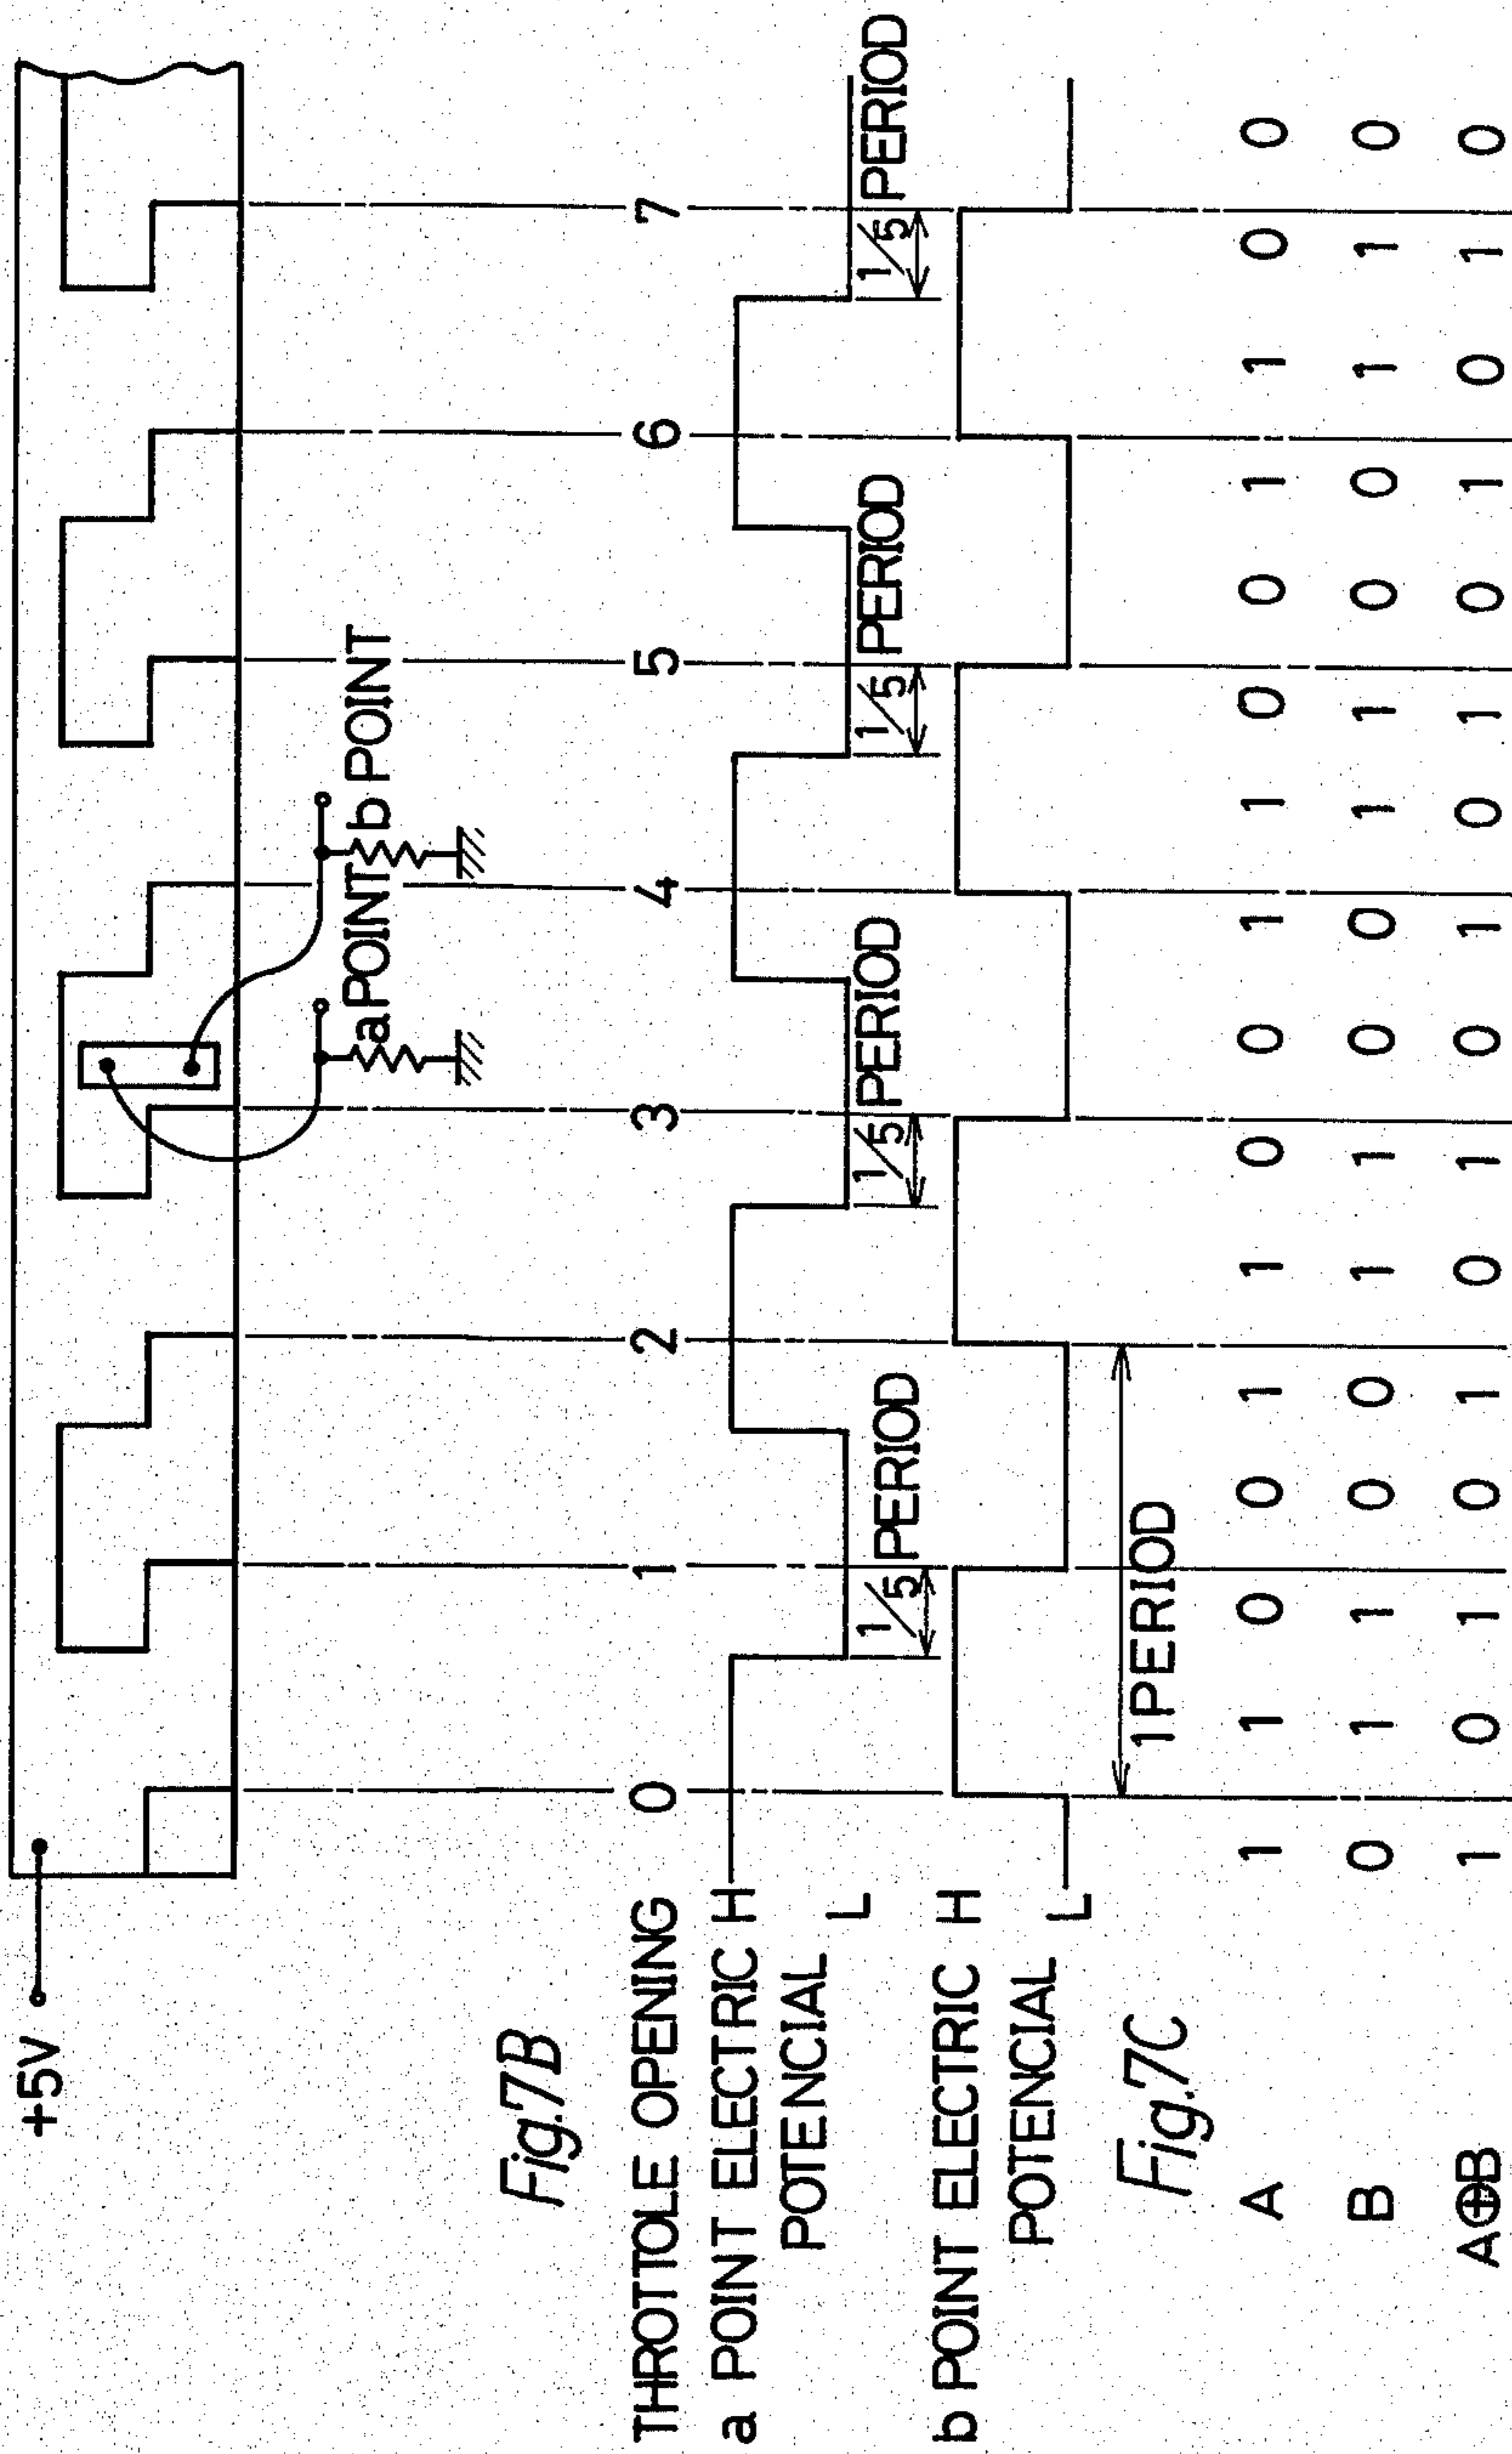 +5V
a POINT b POINT
Fig.7B
THROTTOLE OPENING 0 1 2 3 4 5 6 7
a POINT ELECTRIC H
POTENCIAL L
1/5 PERIOD 1/5 PERIOD 1/5 PERIOD 1/5 PERIOD
b POINT ELECTRIC H
POTENCIAL L
1 PERIOD
Fig.7C
A 1 1 0 0 1 1 0 0 1 1 0 0 1 1 0 0
B 0 1 1 0 0 1 1 0 0 1 1 0 0 1 1 0
A⊕B 1 0 1 0 1 0 1 0 1 0 1 0 1 0 1 0